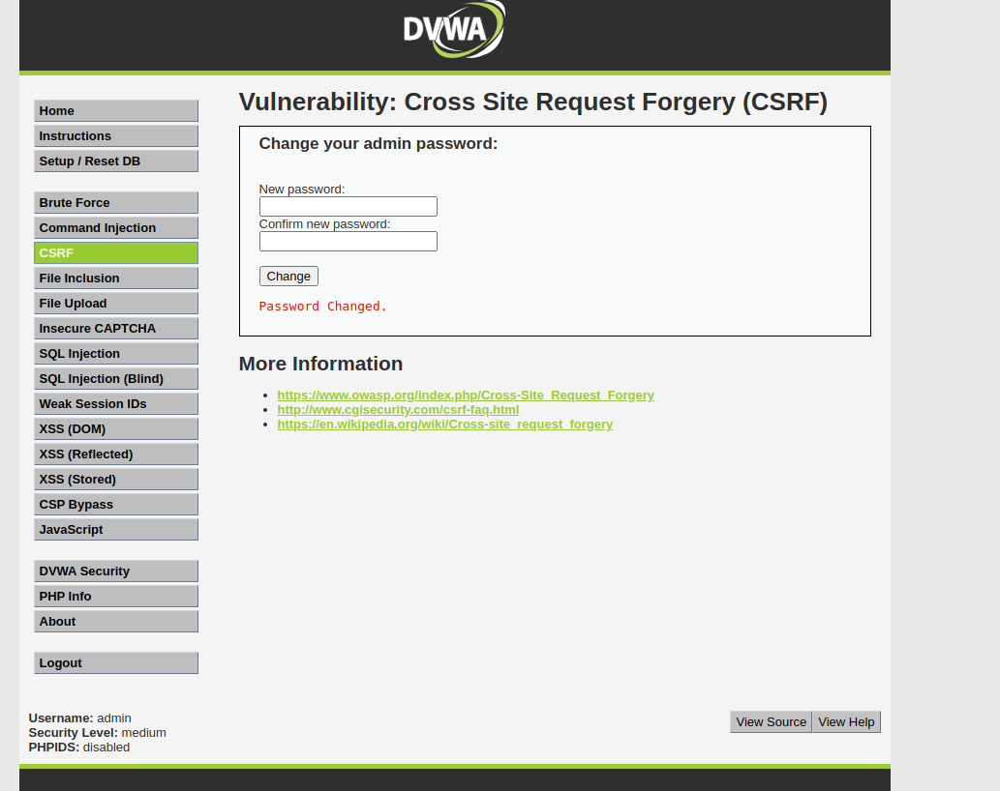 DVWA
Vulnerability: Cross Site Request Forgery (CSRF)
Home
Instructions
Setup / Reset DB
Brute Force
Command Injection
CSRF
File Inclusion
File Upload
Insecure CAPTCHA
SQL Injection
SQL Injection (Blind)
Weak Session IDs
XSS (DOM)
XSS (Reflected)
XSS (Stored)
CSP Bypass
JavaScript
DVWA Security
PHP Info
About
Logout
Change your admin password:
New password:
Confirm new password:
Change
Password Changed.
More Information
https://www.owasp.org/index.php/Cross-Site_Request_Forgery
http://www.cgisecurity.com/csrf-faq.html
https://en.wikipedia.org/wiki/Cross-site_request_forgery
Username: admin
Security Level: medium
PHPIDS: disabled
View Source View Help